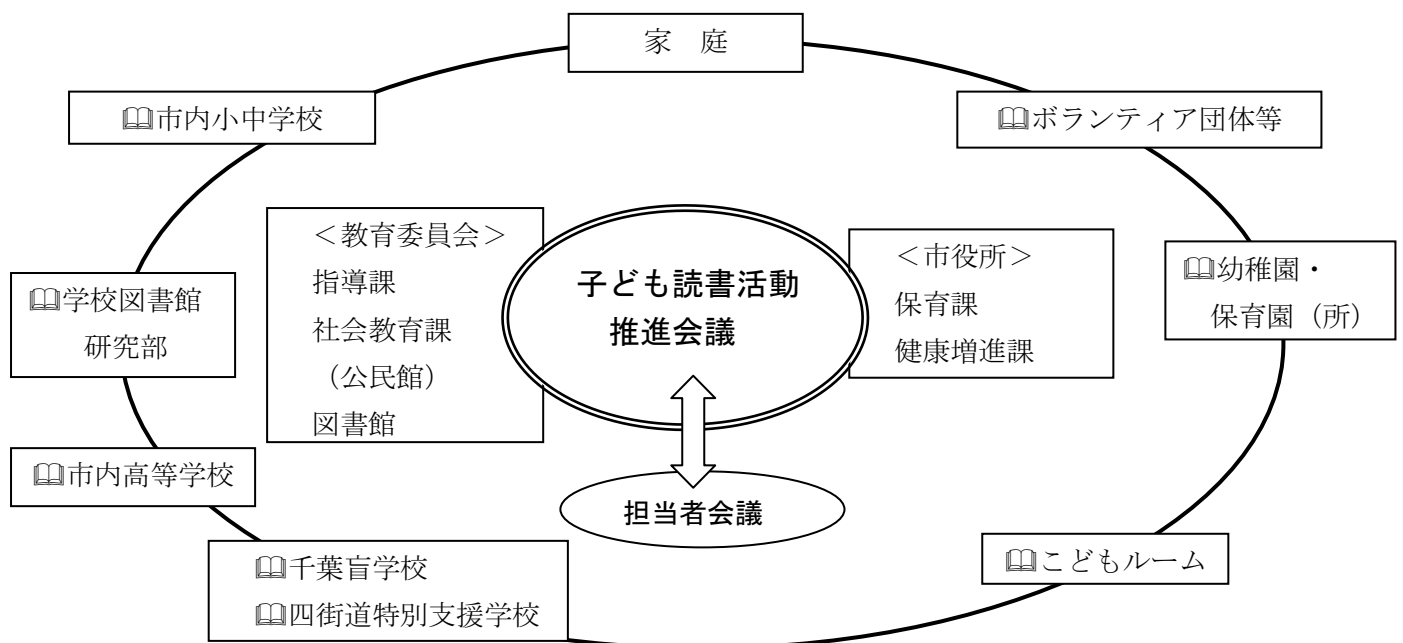 家　庭
🕮市内小中学校
🕮ボランティア団体等
＜教育委員会＞
指導課
社会教育課
（公民館）
図書館
子ども読書活動
推進会議
＜市役所＞
保育課
健康増進課
🕮幼稚園・
保育園（所）
🕮学校図書館
研究部
🕮市内高等学校
担当者会議
🕮千葉盲学校
🕮四街道特別支援学校
🕮こどもルーム